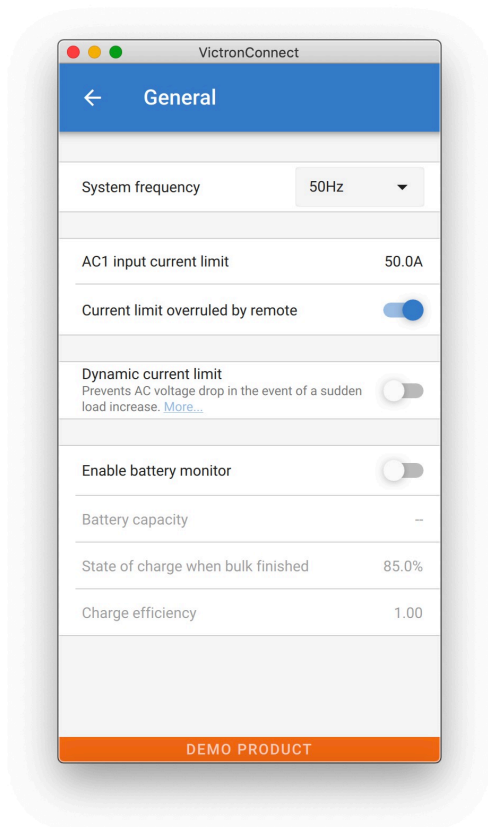 VictronConnect
General
System frequency 50Hz
AC1 input current limit 50.0A
Current limit overruled by remote
Dynamic current limit
Prevents AC voltage drop in the event of a sudden
load increase. More...
Enable battery monitor
Battery capacity --
State of charge when bulk finished 85.0%
Charge efficiency 1.00
DEMO PRODUCT